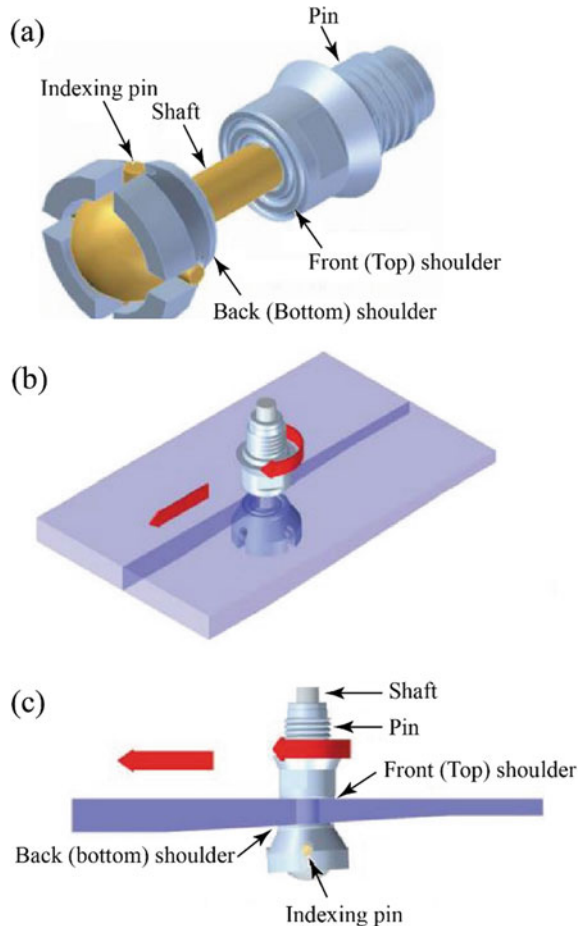 (a)
Pin
Indexing pin
Shaft
Front (Top) shoulder
Back (Bottom) shoulder
(b)
(c)
Shaft
Pin
Front (Top) shoulder
Back (bottom) shoulder
Indexing pin